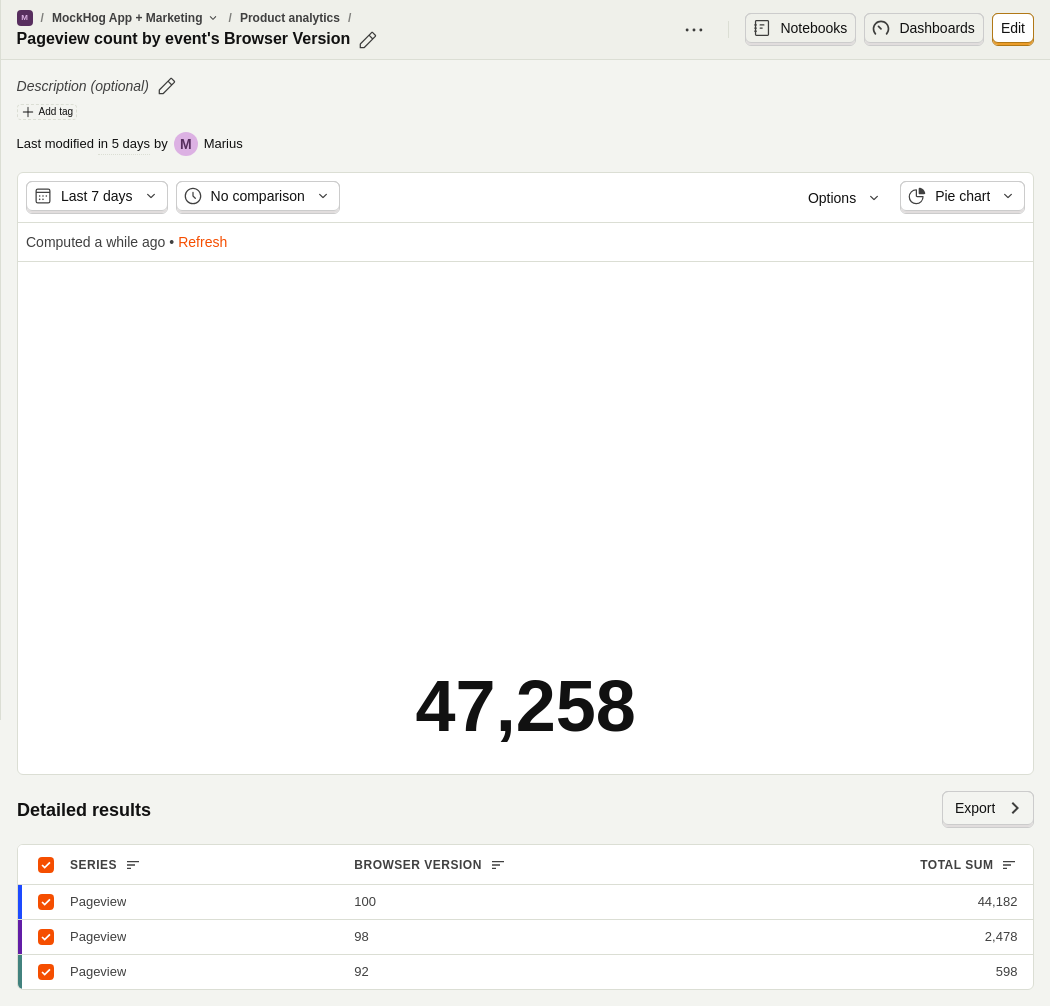 M / MockHog App + Marketing / Product analytics /
Pageview count by event's Browser Version
Notebooks
Dashboards
Edit
Description (optional)
Add tag
Last modified in 5 days by M Marius
Last 7 days
No comparison
Options
Pie chart
Computed a while ago • Refresh
47,258
Detailed results
Export
SERIES BROWSER VERSION TOTAL SUM
Pageview 100 44,182
Pageview 98 2,478
Pageview 92 598